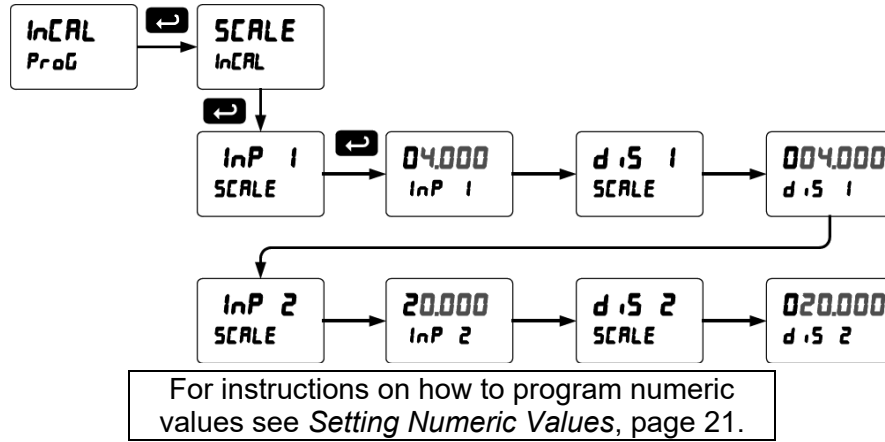 InCAL
ProG
SCALE
InCAL
InP 1
SCALE
04.000
InP 1
diS 1
SCALE
004.000
diS 1
InP 2
SCALE
20.000
InP 2
diS 2
SCALE
020.000
diS 2
For instructions on how to program numeric
values see Setting Numeric Values, page 21.